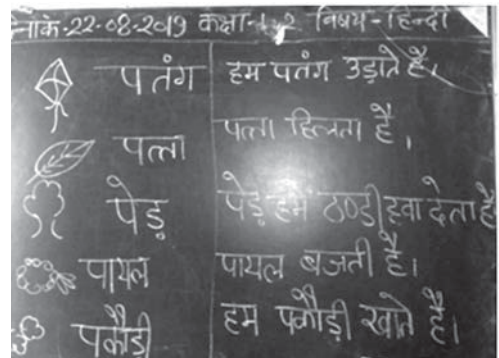 नांक-22-08-2019 कक्षा-1, 2 विषय-हिन्दी
पतंग हम पतंग उड़ाते है।
पत्ता पत्ता हिलता है।
पेड़ पेड़ हमें ठण्डी हवा देता है
पायल पायल बजती है।
पकौड़ी हम पकौड़ी खाते है।